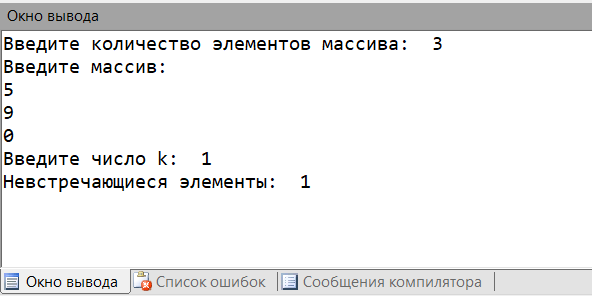 Окно вывода
Введите количество элементов массива:  3
Введите массив:
5
9
0
Введите число k:  1
Невстречающиеся элементы:  1
Окно вывода Список ошибок Сообщения компилятора